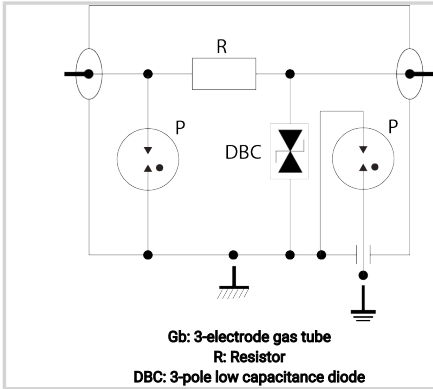 R
P
DBC
P
Gb: 3-electrode gas tube
R: Resistor
DBC: 3-pole low capacitance diode